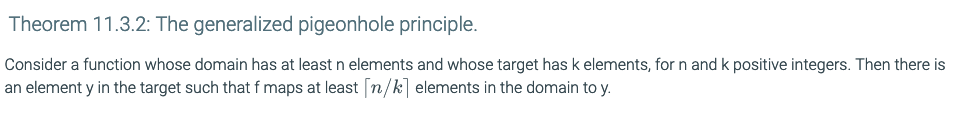 Theorem 11.3.2: The generalized pigeonhole principle.
Consider a function whose domain has at least n elements and whose target has k elements, for n and k positive integers. Then there is
an element y in the target such that f maps at least ⌈n/k⌉ elements in the domain to y.